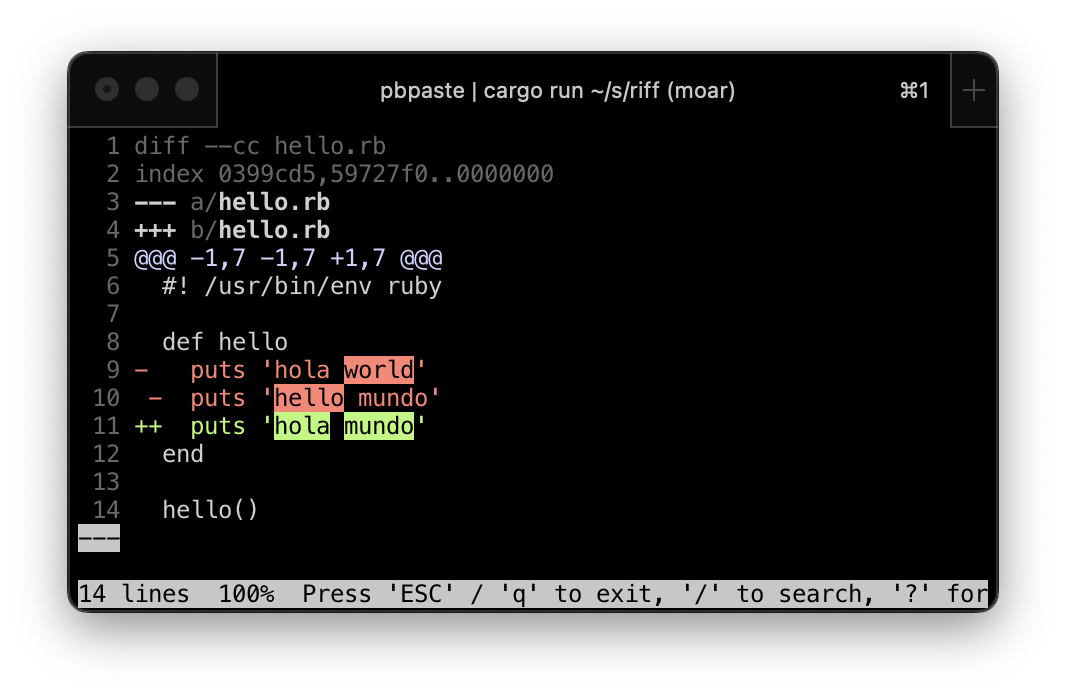 pbpaste | cargo run ~/s/riff (moar)   ⌘1   +
 1 diff --cc hello.rb
 2 index 0399cd5,59727f0..0000000
 3 --- a/hello.rb
 4 +++ b/hello.rb
 5 @@@ -1,7 -1,7 +1,7 @@@
 6   #! /usr/bin/env ruby
 7
 8   def hello
 9 -   puts 'hola world'
10  -  puts 'hello mundo'
11 ++  puts 'hola mundo'
12   end
13
14   hello()
---
14 lines  100%  Press 'ESC' / 'q' to exit, '/' to search, '?' for